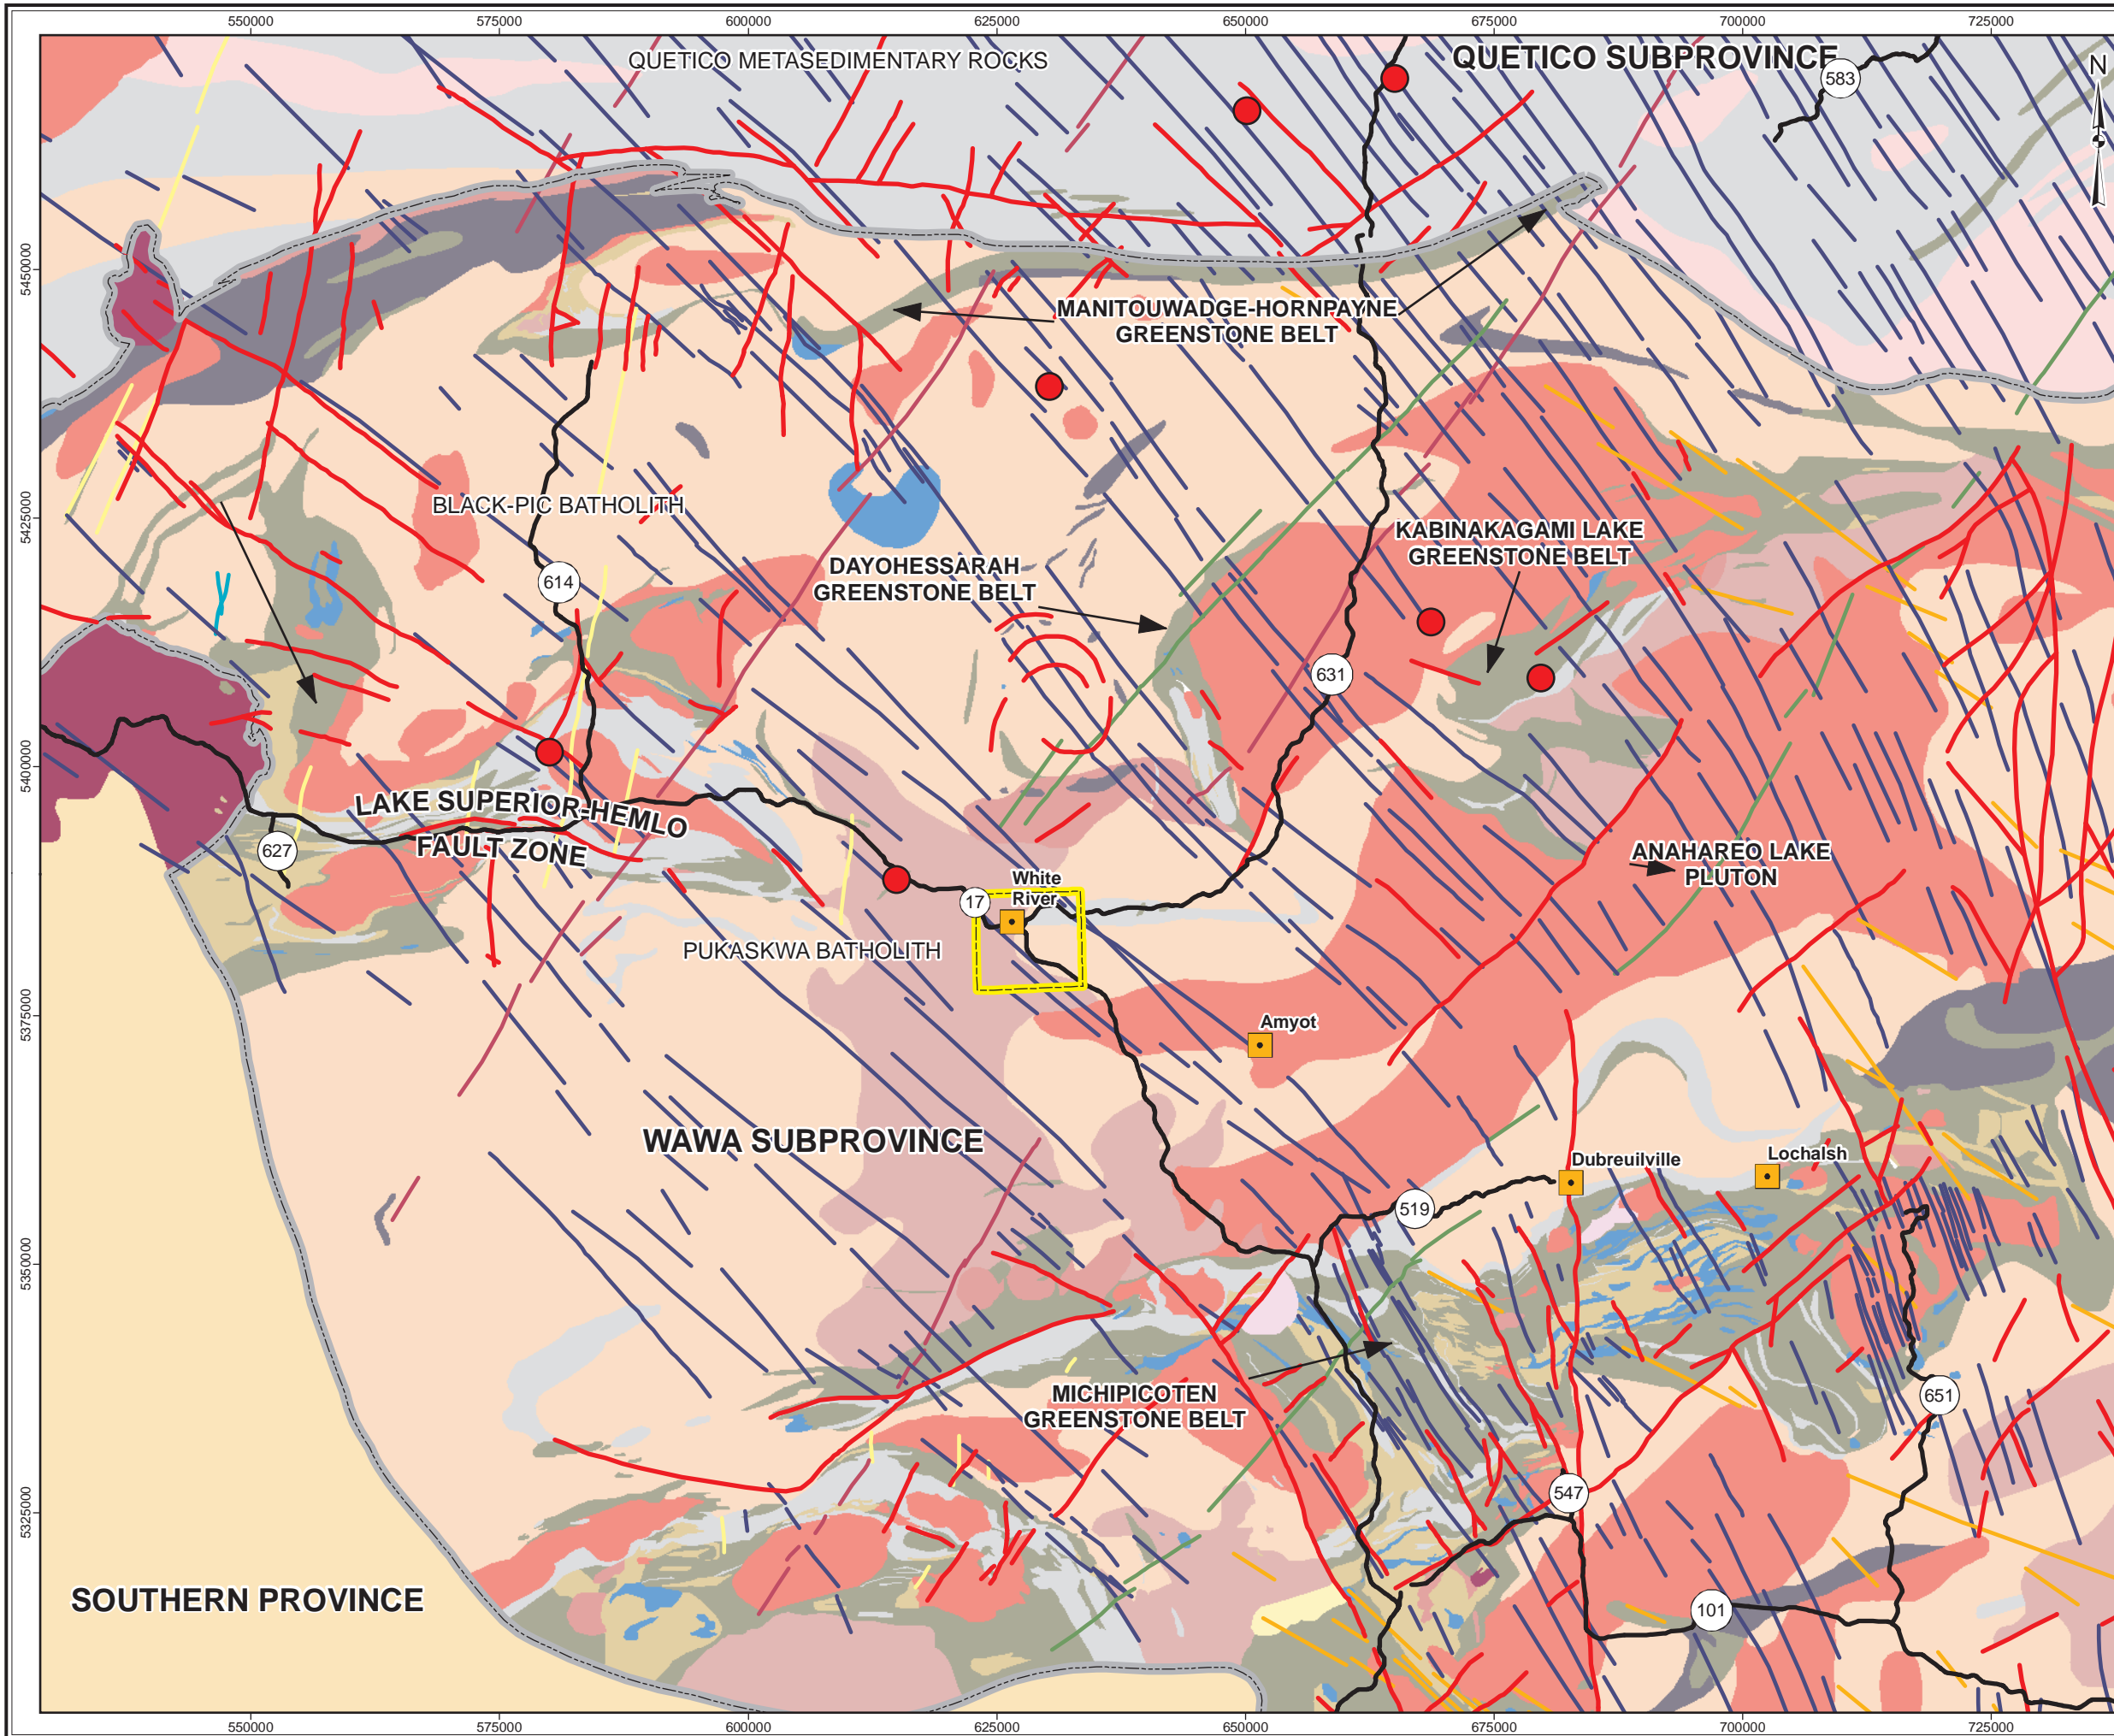 550000 575000 600000 625000 650000 675000 700000 725000
QUETICO METASEDIMENTARY ROCKS
QUETICO SUBPROVINCE
583
N
5450000
MANITOUWADGE-HORNPAYNE
GREENSTONE BELT
5425000
BLACK-PIC BATHOLITH
KABINAKAGAMI LAKE
GREENSTONE BELT
DAYOHESSARAH
GREENSTONE BELT
614
631
5400000
LAKE SUPERIOR-HEMLO
FAULT ZONE
627
ANAHAREO LAKE
PLUTON
White
River
17
PUKASKWA BATHOLITH
5375000
Amyot
WAWA SUBPROVINCE
Dubreuilville
Lochalsh
519
5350000
MICHIPICOTEN
GREENSTONE BELT
651
547
5325000
SOUTHERN PROVINCE
101
550000 575000 600000 625000 650000 675000 700000 725000